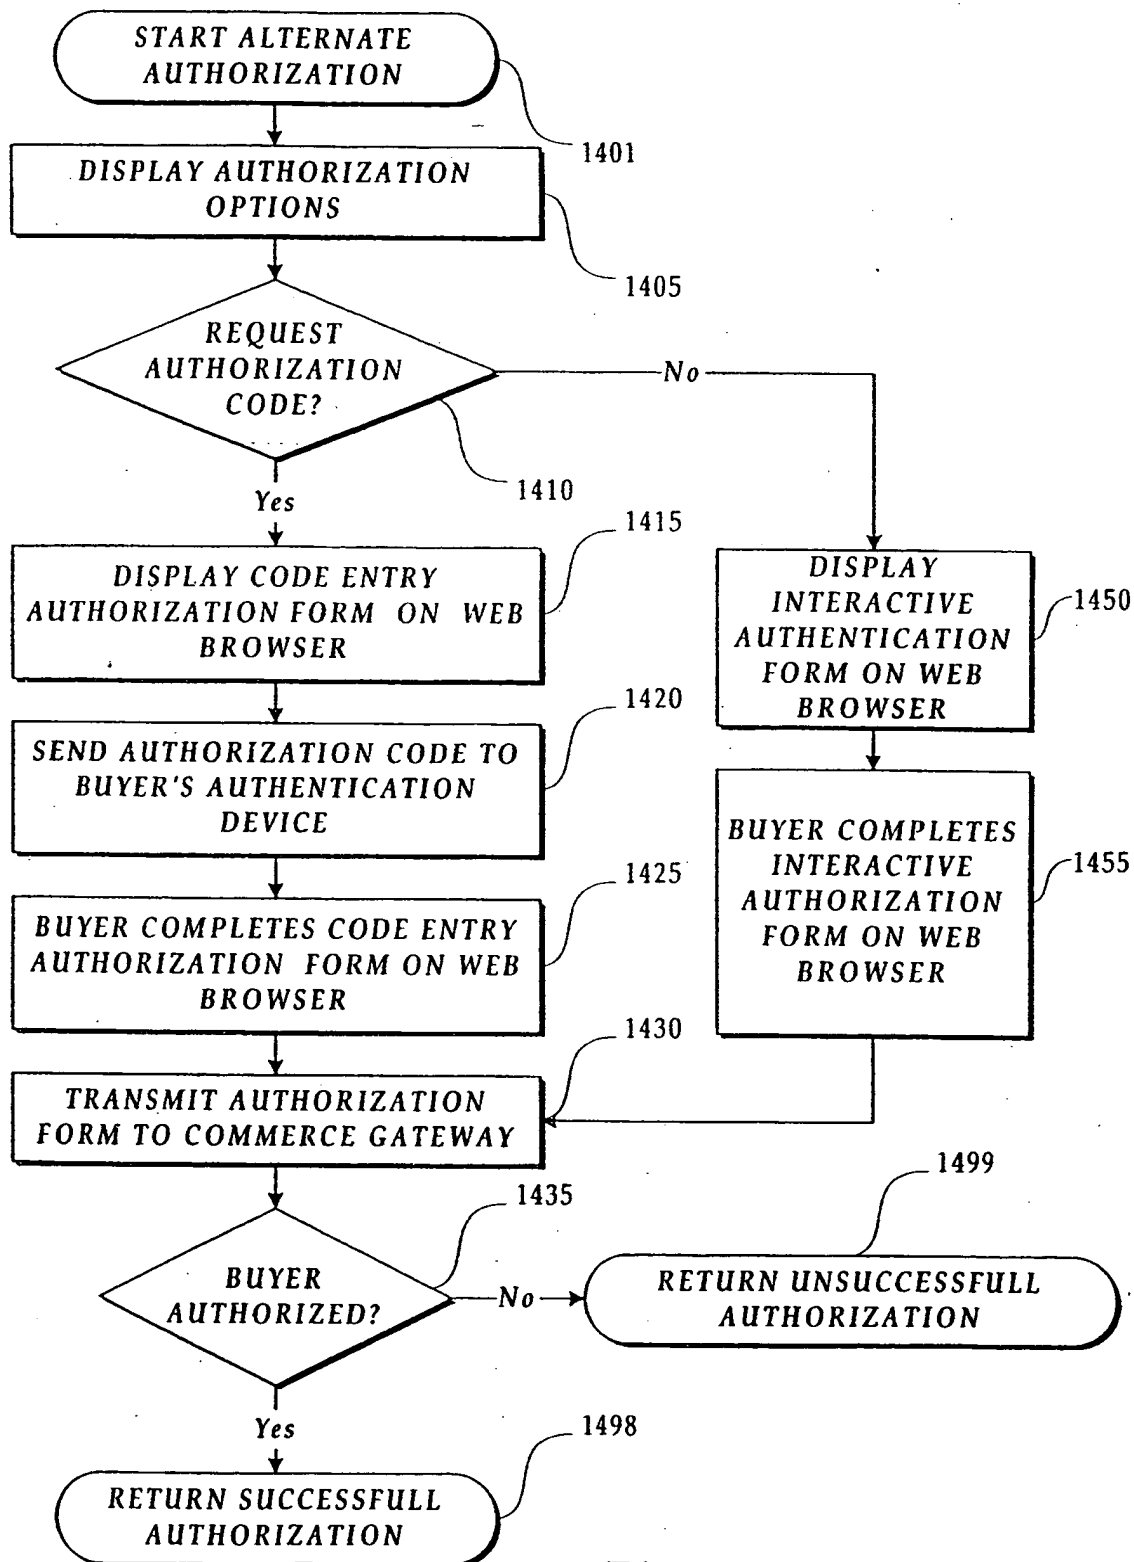 START ALTERNATE
AUTHORIZATION
1401
DISPLAY AUTHORIZATION
OPTIONS
1405
REQUEST
AUTHORIZATION
CODE?
No
1410
Yes
1415
DISPLAY CODE ENTRY
AUTHORIZATION FORM ON WEB
BROWSER
DISPLAY
INTERACTIVE
AUTHENTICATION
FORM ON WEB
BROWSER
1450
1420
SEND AUTHORIZATION CODE TO
BUYER'S AUTHENTICATION
DEVICE
BUYER COMPLETES
INTERACTIVE
AUTHORIZATION
FORM ON WEB
BROWSER
1455
1425
BUYER COMPLETES CODE ENTRY
AUTHORIZATION FORM ON WEB
BROWSER
1430
TRANSMIT AUTHORIZATION
FORM TO COMMERCE GATEWAY
1435
BUYER
AUTHORIZED?
No
1499
RETURN UNSUCCESSFULL
AUTHORIZATION
Yes
1498
RETURN SUCCESSFULL
AUTHORIZATION